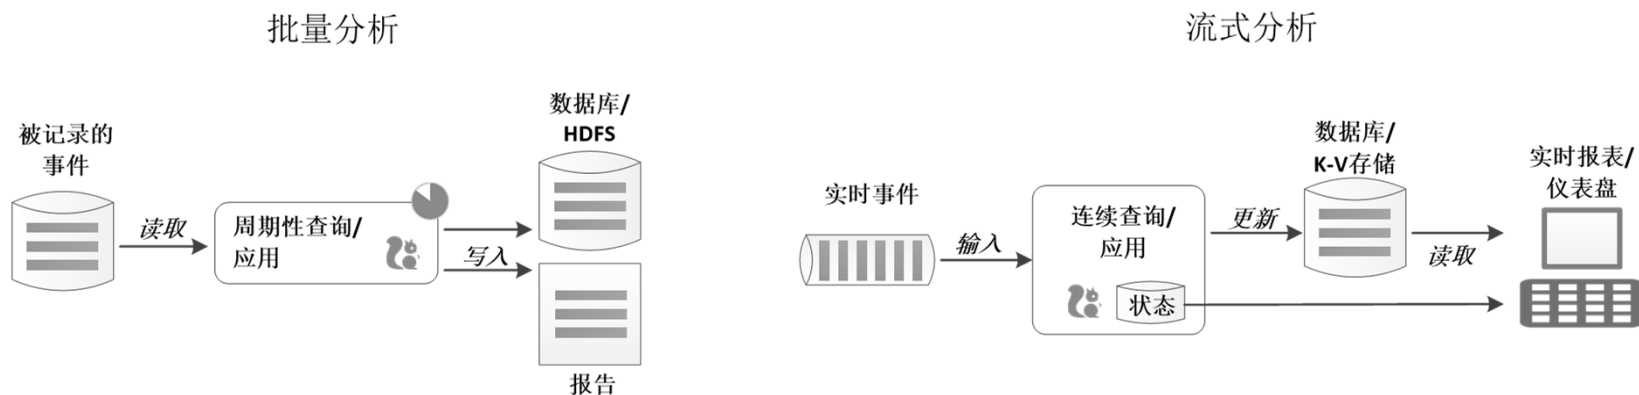 批量分析
被记录的
事件
读取
周期性查询/
应用
写入
数据库/
HDFS
报告
流式分析
实时事件
输入
连续查询/
应用
状态
更新
数据库/
K-V存储
读取
实时报表/
仪表盘